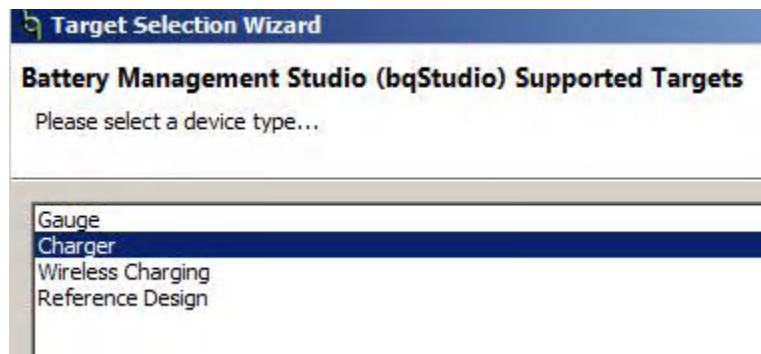 Target Selection Wizard
Battery Management Studio (bqStudio) Supported Targets
Please select a device type...
Gauge
Charger
Wireless Charging
Reference Design